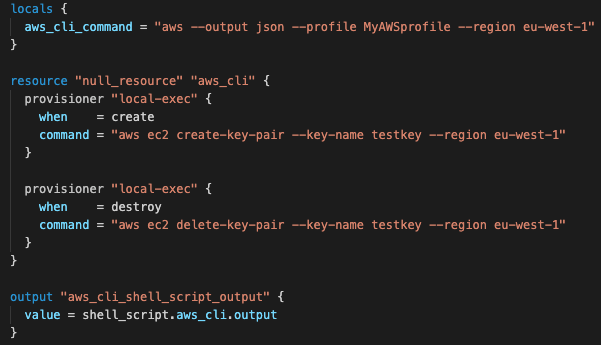 locals {
  aws_cli_command = "aws --output json --profile MyAWSprofile --region eu-west-1"
}

resource "null_resource" "aws_cli" {
  provisioner "local-exec" {
    when    = create
    command = "aws ec2 create-key-pair --key-name testkey --region eu-west-1"
  }

  provisioner "local-exec" {
    when    = destroy
    command = "aws ec2 delete-key-pair --key-name testkey --region eu-west-1"
  }
}

output "aws_cli_shell_script_output" {
  value = shell_script.aws_cli.output
}